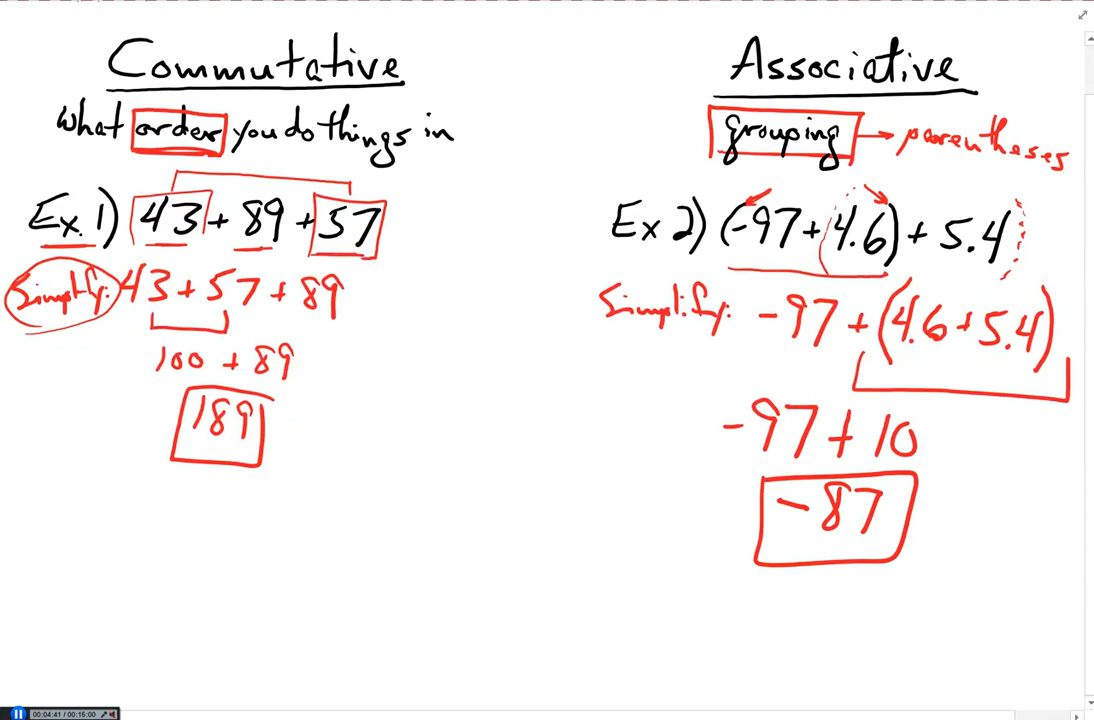 Commutative
What order you do things in
Ex. 1) 43 + 89 + 57
Simplify: 43 + 57 + 89
100 + 89
189
Associative
grouping → parentheses
Ex 2) (-97 + 4.6) + 5.4
Simplify: -97 + (4.6 + 5.4)
-97 + 10
-87
00:04:41 / 00:15:00